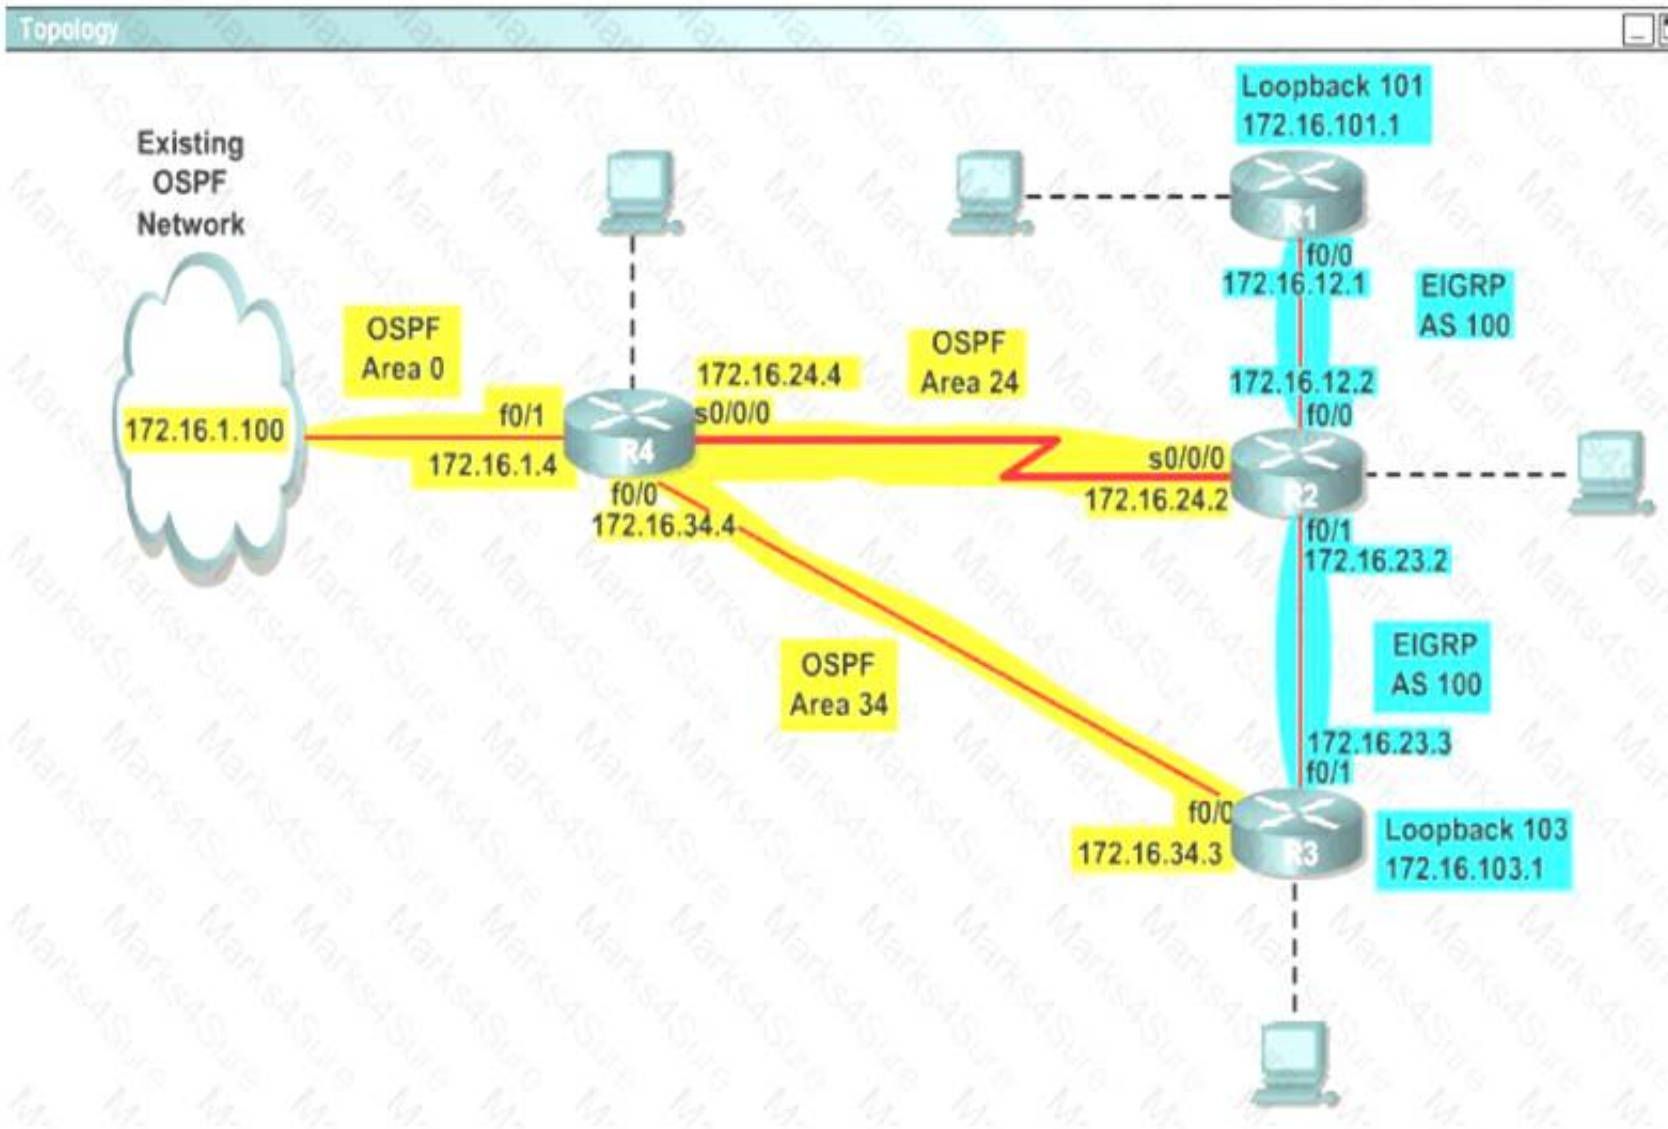 Topology
Existing
OSPF
Network
172.16.1.100
OSPF
Area 0
f0/1
172.16.1.4
R4
172.16.24.4
s0/0/0
f0/0
172.16.34.4
OSPF
Area 24
s0/0/0
172.16.24.2
OSPF
Area 34
Loopback 101
172.16.101.1
R1
f0/0
172.16.12.1
EIGRP
AS 100
172.16.12.2
f0/0
R2
f0/1
172.16.23.2
EIGRP
AS 100
172.16.23.3
f0/1
f0/0
172.16.34.3
R3
Loopback 103
172.16.103.1
Marks4Sure